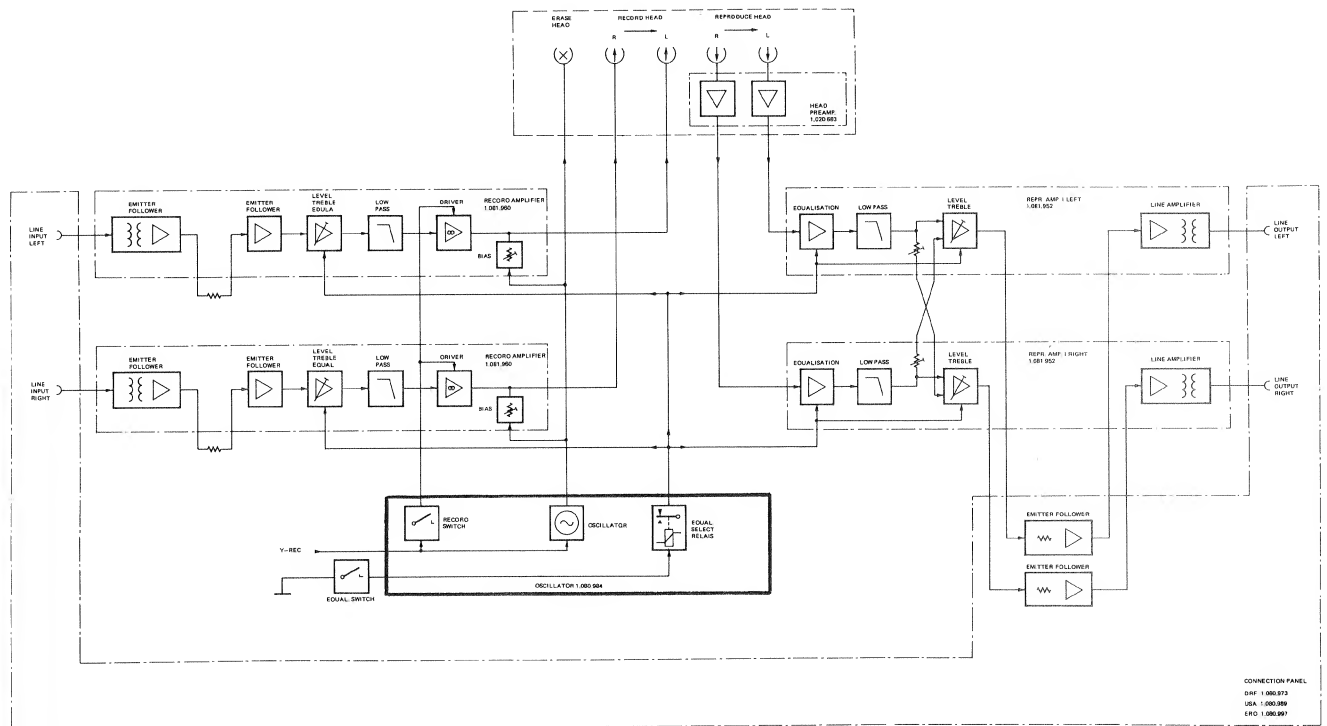 ERASE
HEAD
RECORD HEAD
REPRODUCE HEAD
R
L
R
L
HEAD
PREAMP.
1.020 683
EMITTER
FOLLOWER
EMITTER
FOLLOWER
LEVEL
TREBLE
EDULA
LOW
PASS
DRIVER
RECORD AMPLIFIER
1.081.960
BIAS
LINE
INPUT
LEFT
EQUALISATION
LOW PASS
LEVEL
TREBLE
REPR. AMP. I LEFT
1.081.952
LINE AMPLIFIER
LINE
OUTPUT
LEFT
EMITTER
FOLLOWER
EMITTER
FOLLOWER
LEVEL
TREBLE
EQUAL
LOW
PASS
DRIVER
RECORD AMPLIFIER
1.081.960
BIAS
LINE
INPUT
RIGHT
EQUALISATION
LOW PASS
LEVEL
TREBLE
REPR. AMP. I RIGHT
1.081.952
LINE AMPLIFIER
LINE
OUTPUT
RIGHT
L
RECORD
SWITCH
OSCILLATOR
A
EQUAL
SELECT
RELAIS
Y-REC
L
EQUAL. SWITCH
OSCILLATOR 1.080.984
EMITTER FOLLOWER
EMITTER FOLLOWER
CONNECTION PANEL
DRF 1.080.973
USA 1.080.989
ERO 1.080.997